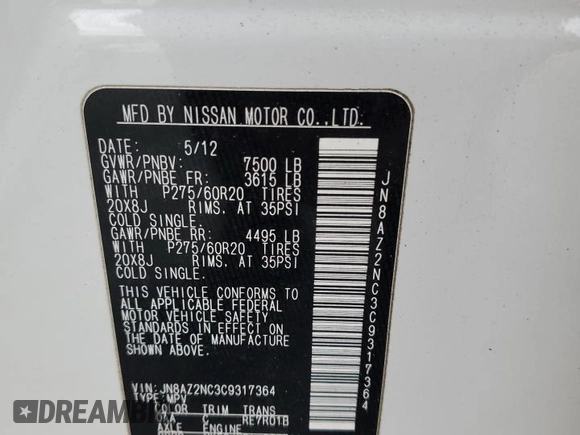 MFD BY NISSAN MOTOR CO.,LTD.
DATE: 5/12
GVWR/PNBV: 7500 LB
GAWR/PNBE FR: 3615 LB
WITH P275/60R20 TIRES
20X8J RIMS. AT 35PSI
COLD SINGLE.
GAWR/PNBE RR: 4495 LB
WITH P275/60R20 TIRES
20X8J RIMS. AT 35PSI
COLD SINGLE.
THIS VEHICLE CONFORMS TO
ALL APPLICABLE FEDERAL
MOTOR VEHICLE SAFETY
STANDARDS IN EFFECT ON
THE DATE OF MANUFACTURE
SHOWN ABOVE.
VIN: JN8AZ2NC3C9317364
TYPE: MPV
COLOR TRIM TRANS
C RE7R01B
AXLE ENGINE
JN8AZ2NC3C9317364
DREAMBI